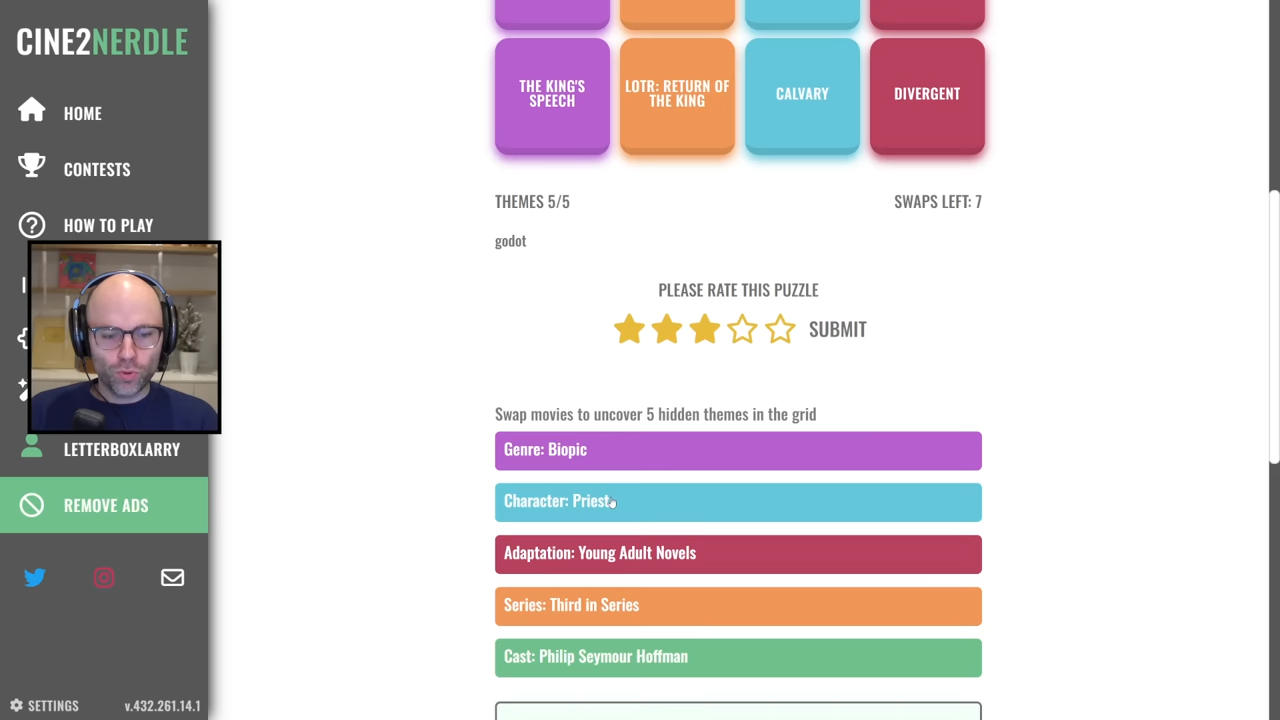 CINE2NERDLE
HOME
CONTESTS
HOW TO PLAY
LETTERBOXLARRY
REMOVE ADS
SETTINGS
v.432.261.14.1
THE KING'S
SPEECH
LOTR: RETURN OF
THE KING
CALVARY
DIVERGENT
THEMES 5/5
SWAPS LEFT: 7
godot
PLEASE RATE THIS PUZZLE
SUBMIT
Swap movies to uncover 5 hidden themes in the grid
Genre: Biopic
Character: Priest
Adaptation: Young Adult Novels
Series: Third in Series
Cast: Philip Seymour Hoffman